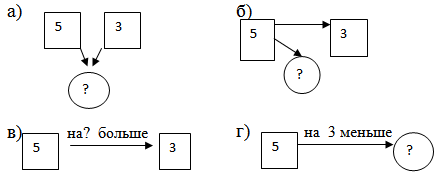 а) б)
5 3 5 3
? ?
в) на? больше г) на 3 меньше
5 3 5 ?